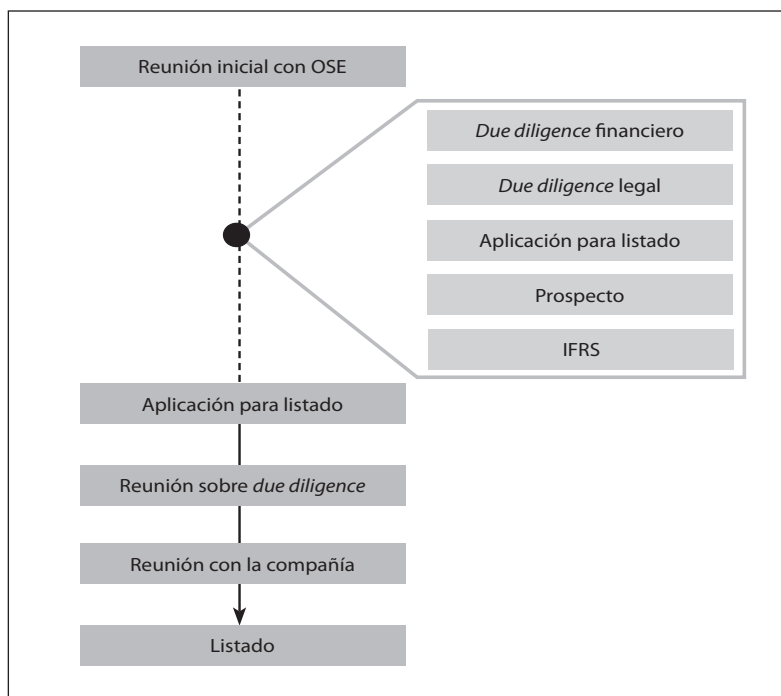 Reunión inicial con OSE
Due diligence financiero
Due diligence legal
Aplicación para listado
Prospecto
IFRS
Aplicación para listado
Reunión sobre due diligence
Reunión con la compañía
Listado